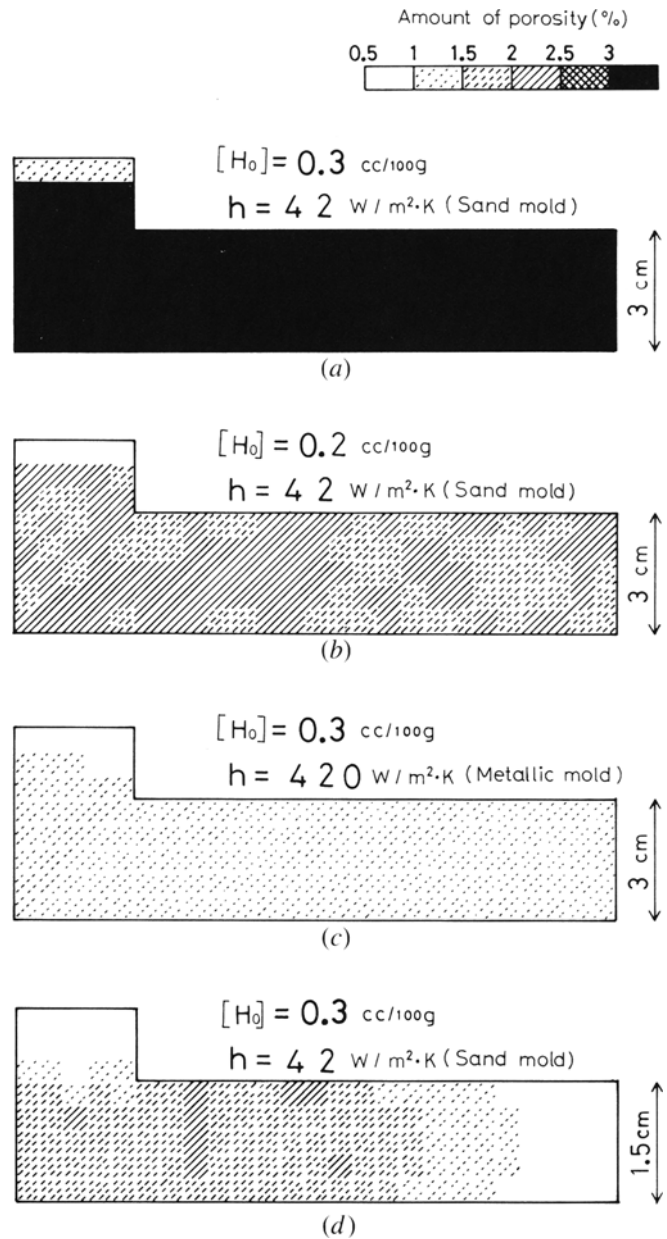 Amount of porosity (%)
0.5 1 1.5 2 2.5 3
[H₀] = 0.3 cc/100g
h = 42 W/m²·K (Sand mold)
3 cm
(a)
[H₀] = 0.2 cc/100g
h = 42 W/m²·K (Sand mold)
3 cm
(b)
[H₀] = 0.3 cc/100g
h = 420 W/m²·K (Metallic mold)
3 cm
(c)
[H₀] = 0.3 cc/100g
h = 42 W/m²·K (Sand mold)
1.5cm
(d)